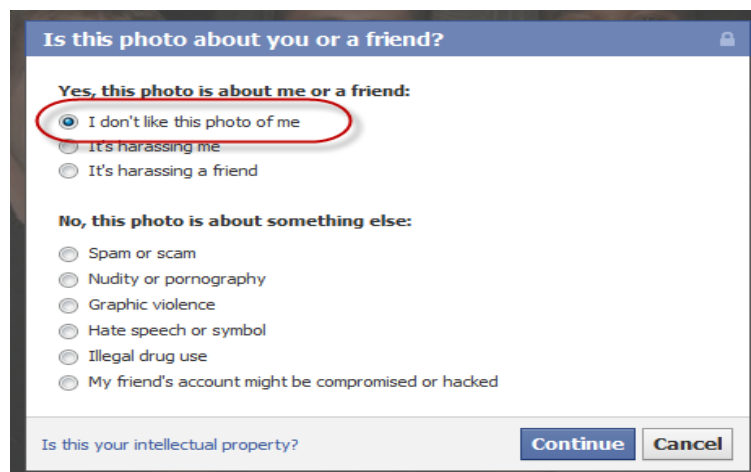 Is this photo about you or a friend?
Yes, this photo is about me or a friend:
I don't like this photo of me
It's harassing me
It's harassing a friend
No, this photo is about something else:
Spam or scam
Nudity or pornography
Graphic violence
Hate speech or symbol
Illegal drug use
My friend's account might be compromised or hacked
Is this your intellectual property?
Continue
Cancel